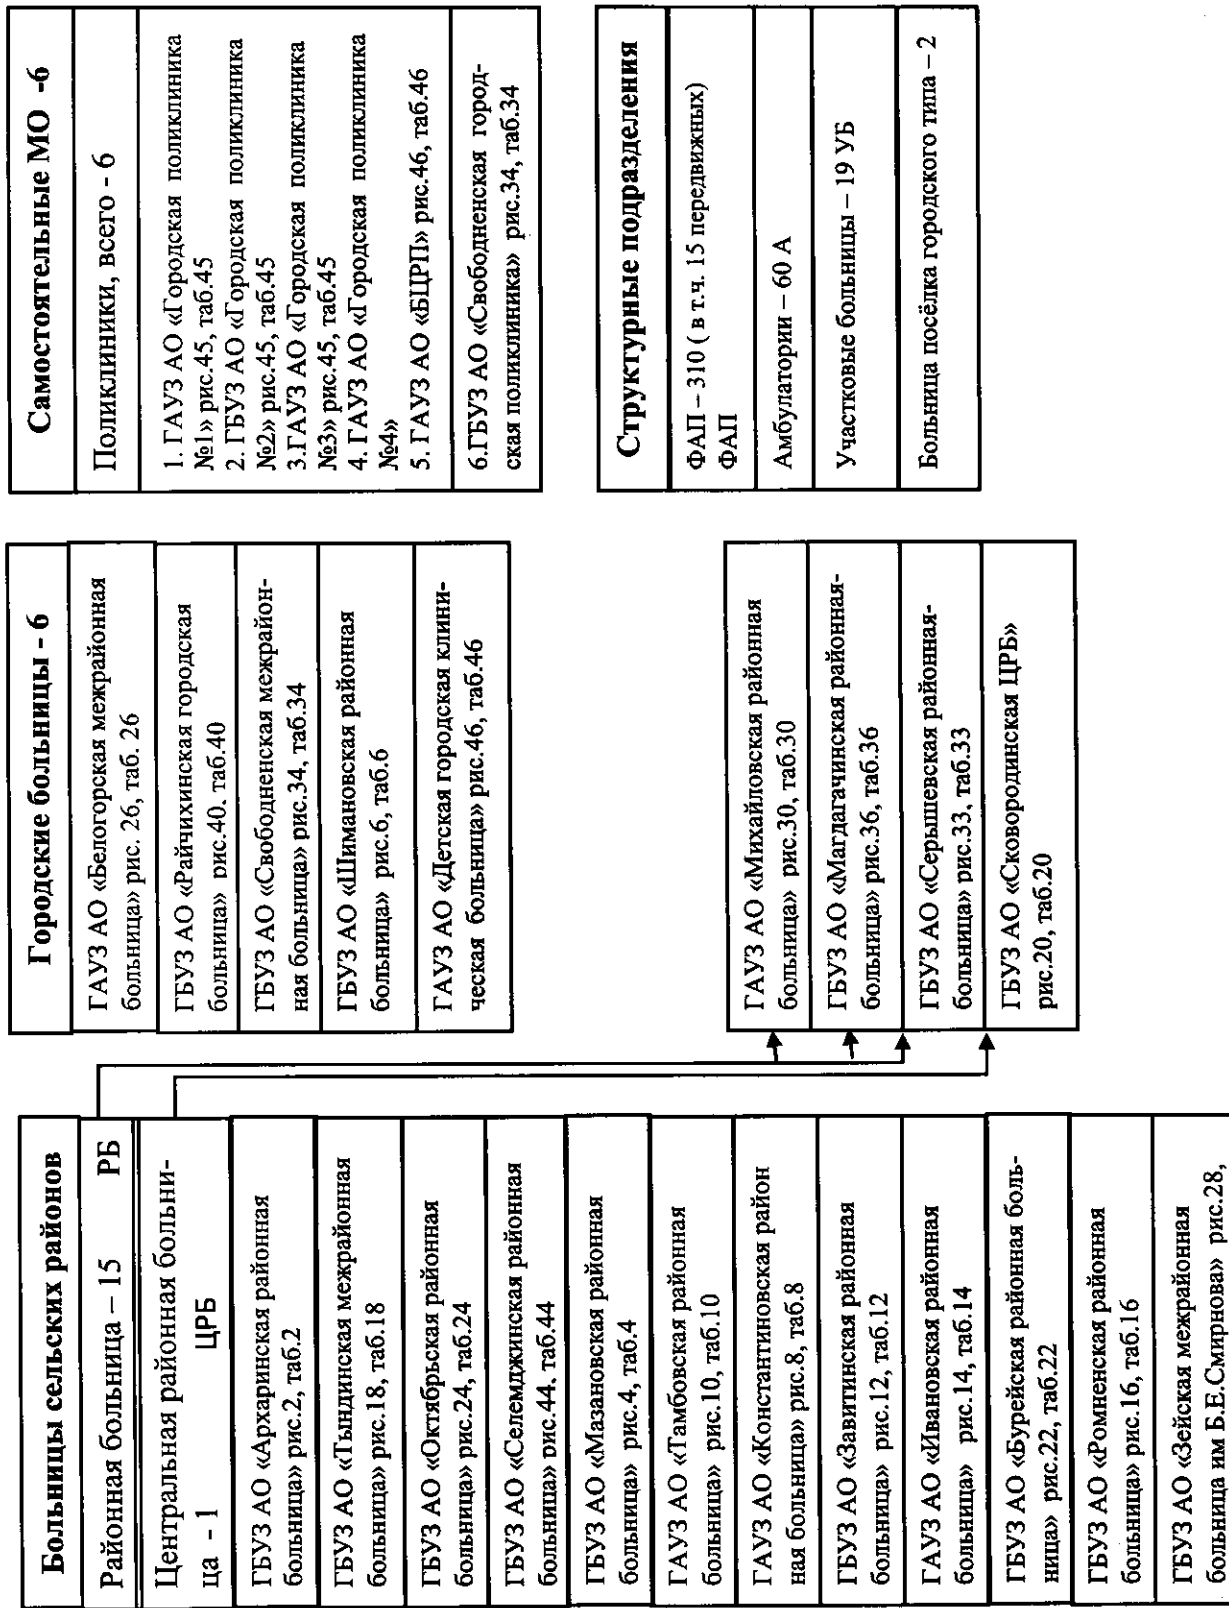 Больницы сельских районов
Районная больница – 15 РБ
Центральная районная больни-
ца - 1 ЦРБ
ГБУЗ АО «Архаринская районная
больница» рис.2, таб.2
ГБУЗ АО «Тындинская межрайонная
больница» рис.18, таб.18
ГБУЗ АО «Октябрьская районная
больница» рис.24, таб.24
ГБУЗ АО «Селемджинская районная
больница» рис.44. таб.44
ГБУЗ АО «Мазановская районная
больница» рис.4, таб.4
ГАУЗ АО «Тамбовская районная
больница» рис.10, таб.10
ГАУЗ АО «Константиновская район
ная больница» рис.8, таб.8
ГБУЗ АО «Завитинская районная
больница» рис.12, таб.12
ГАУЗ АО «Ивановская районная
больница» рис.14, таб.14
ГБУЗ АО «Бурейская районная боль-
ница» рис.22, таб.22
ГБУЗ АО «Ромненская районная
больница» рис.16, таб.16
ГБУЗ АО «Зейская межрайонная
больница им Б.Е.Смирнова» рис.28,
Городские больницы - 6
ГАУЗ АО «Белогорская межрайонная
больница» рис. 26, таб. 26
ГБУЗ АО «Райчихинская городская
больница» рис.40. таб.40
ГБУЗ АО «Свободненская межрайон-
ная больница» рис.34, таб.34
ГБУЗ АО «Шимановская районная
больница» рис.6, таб.6
ГАУЗ АО «Детская городская клини-
ческая больница» рис.46, таб.46
ГАУЗ АО «Михайловская районная
больница» рис.30, таб.30
ГБУЗ АО «Магдагачинская районная-
больница» рис.36, таб.36
ГБУЗ АО «Серышевская районная-
больница» рис.33, таб.33
ГБУЗ АО «Сковородинская ЦРБ»
рис.20, таб.20
Самостоятельные МО -6
Поликлиники, всего - 6
1. ГАУЗ АО «Городская поликлиника
№1» рис.45, таб.45
2. ГБУЗ АО «Городская поликлиника
№2» рис.45, таб.45
3.ГАУЗ АО «Городская поликлиника
№3» рис.45, таб.45
4. ГАУЗ АО «Городская поликлиника
№4»
5. ГАУЗ АО «БЦРП» рис.46, таб.46
6.ГБУЗ АО «Свободненская город-
ская поликлиника» рис.34, таб.34
Структурные подразделения
ФАП – 310 ( в т.ч. 15 передвижных)
ФАП
Амбулатории – 60 А
Участковые больницы – 19 УБ
Больница посёлка городского типа – 2